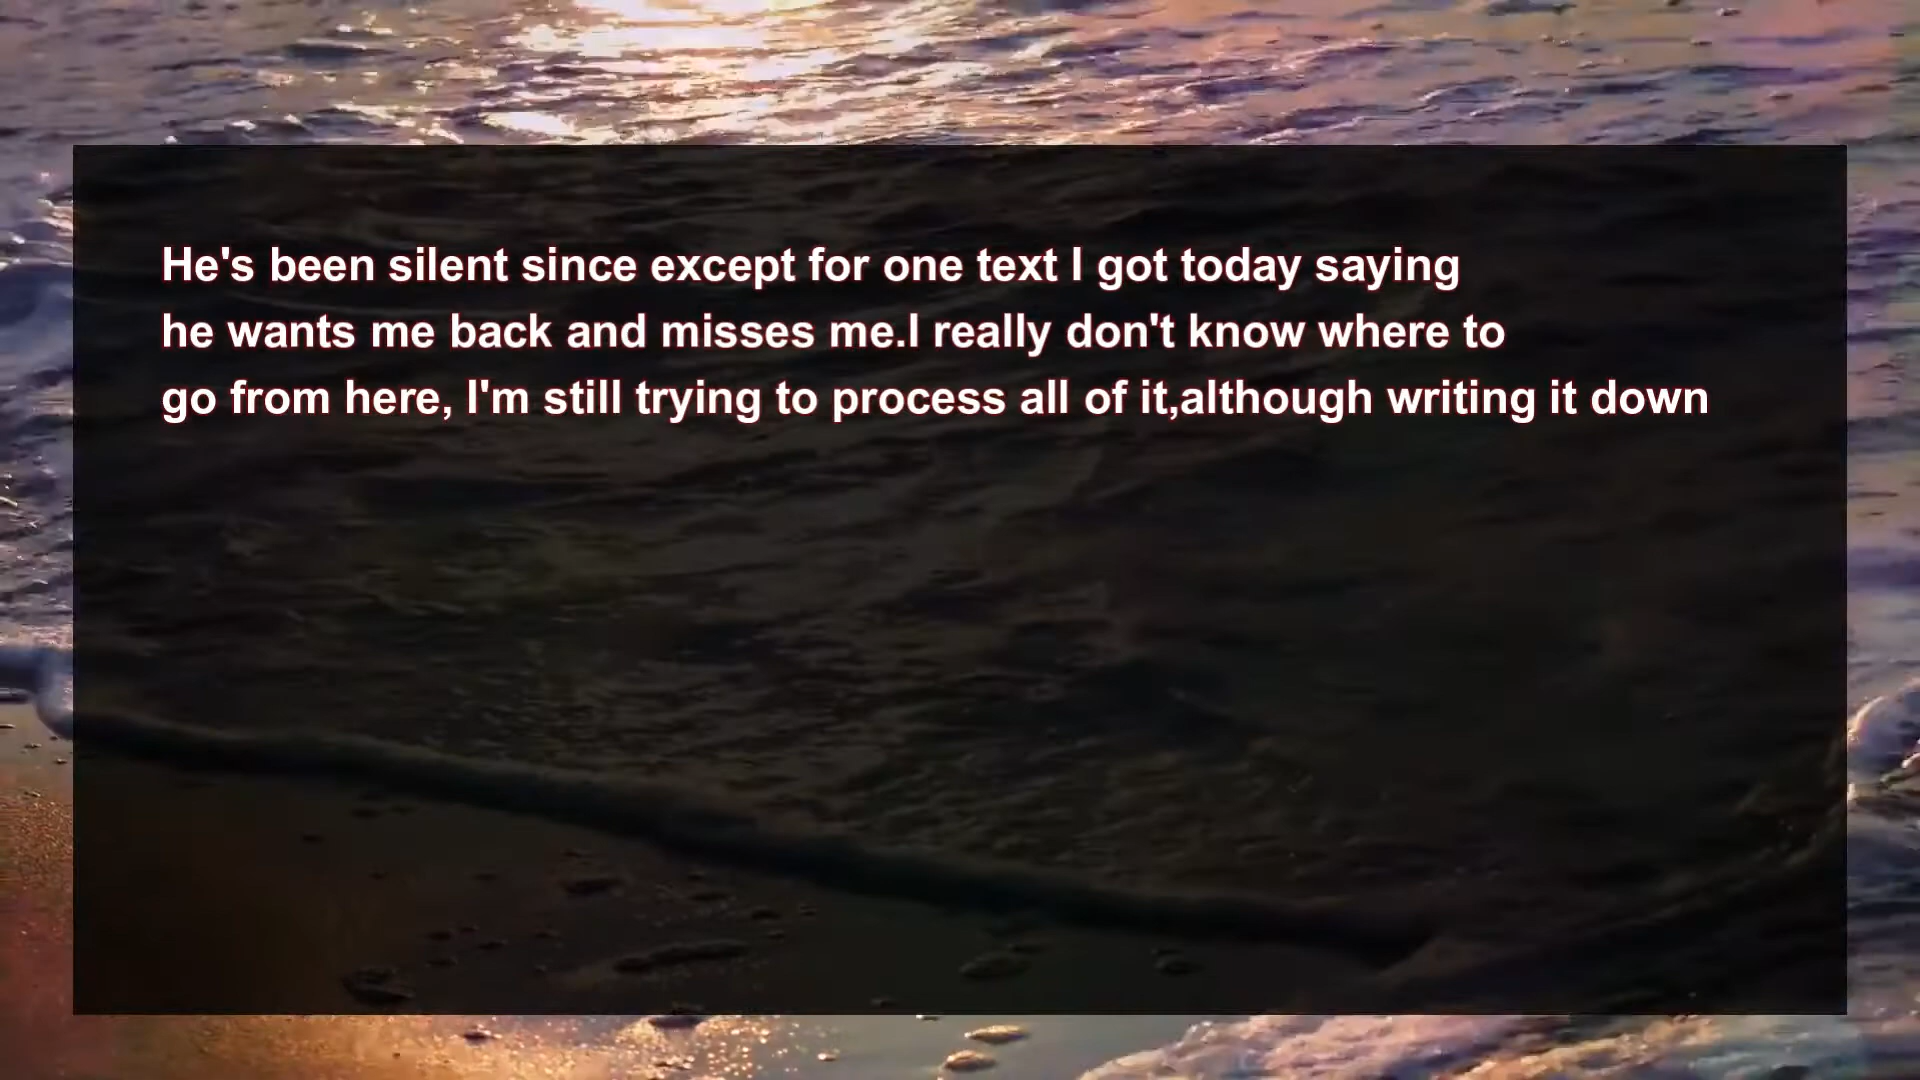 He's been silent since except for one text I got today saying
he wants me back and misses me.I really don't know where to
go from here, I'm still trying to process all of it,although writing it down